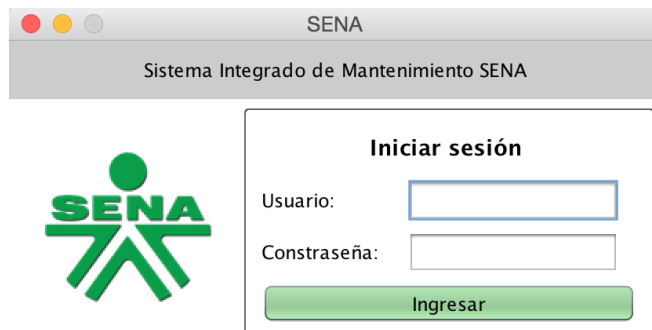 SENA
Sistema Integrado de Mantenimiento SENA
SENA
Iniciar sesión
Usuario:
Constraseña:
Ingresar